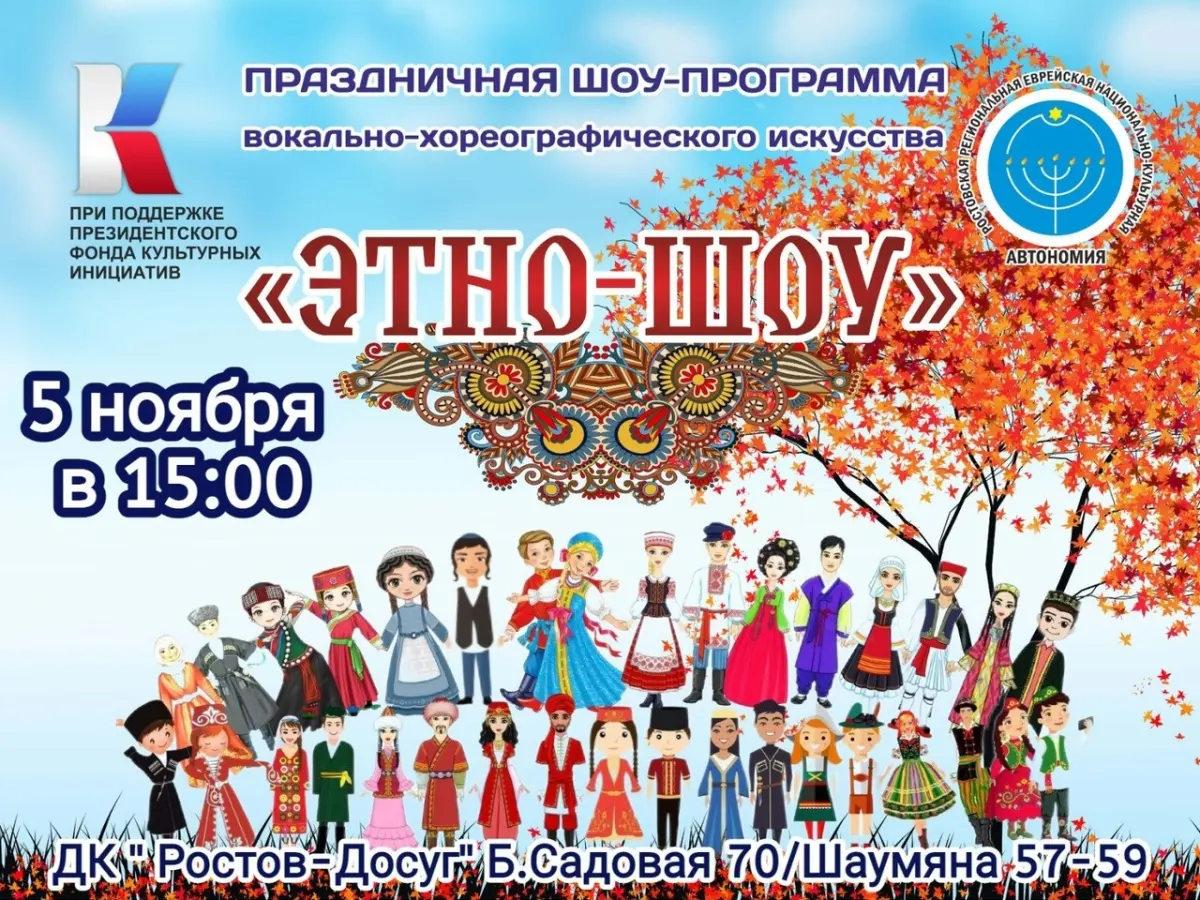 ПРАЗДНИЧНАЯ ШОУ-ПРОГРАММА
вокально-хореографического искусства
ПРИ ПОДДЕРЖКЕ
ПРЕЗИДЕНТСКОГО
ФОНДА КУЛЬТУРНЫХ
ИНИЦИАТИВ
РОСТОВСКАЯ РЕГИОНАЛЬНАЯ ЕВРЕЙСКАЯ НАЦИОНАЛЬНО-КУЛЬТУРНАЯ
АВТОНОМИЯ
«ЭТНО-ШОУ»
5 ноября
в 15:00
ДК " Ростов-Досуг" Б.Садовая 70/Шаумяна 57-59